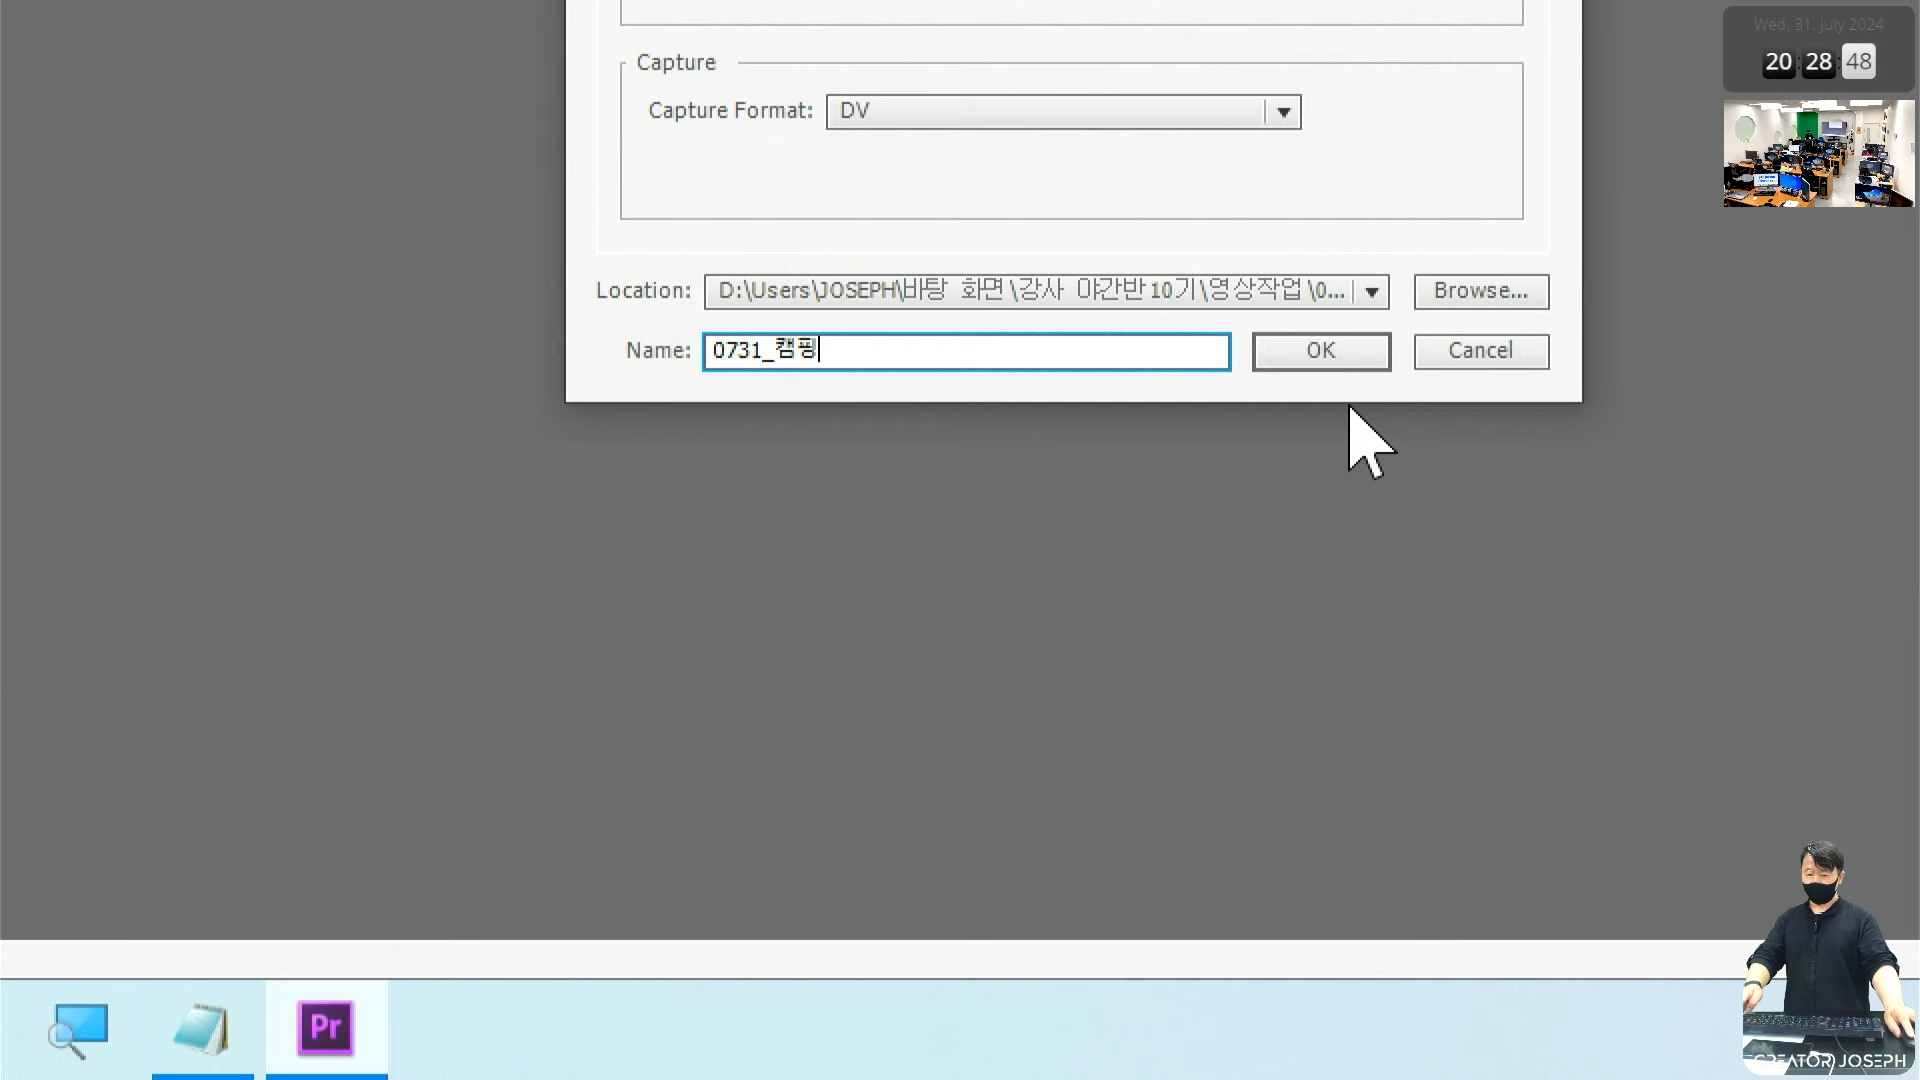 Wed, 31. July 2024
20:28:48
Capture
Capture Format: DV
Location: D:\Users\JOSEPH\바탕 화면\강사 야간반10기\영상작업\0... Browse...
Name: 0731_캠핑 OK Cancel
Pr
CREATOR JOSEPH